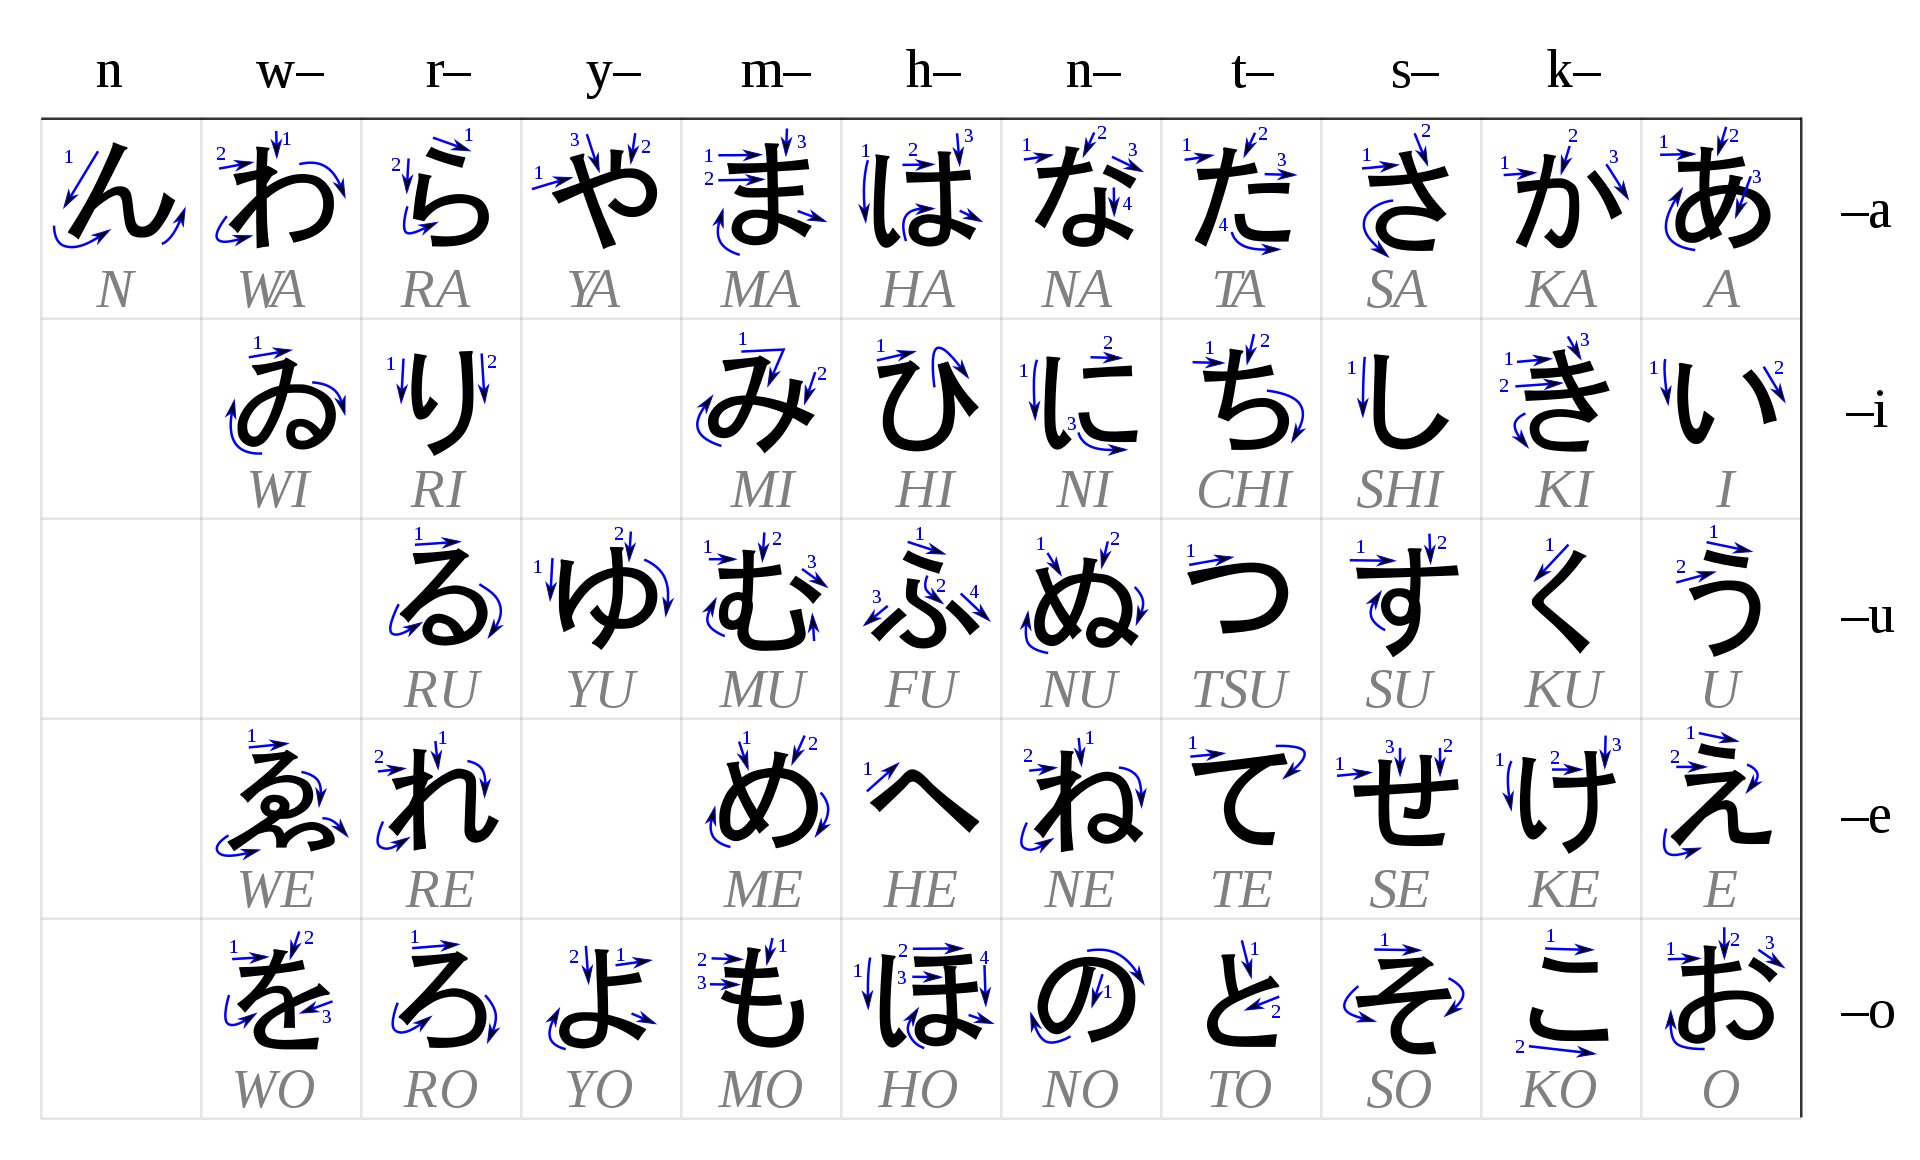 n w– r– y– m– h– n– t– s– k–
ん わ ら や ま は な た さ か あ –a
N WA RA YA MA HA NA TA SA KA A
ゐ り み ひ に ち し き い –i
WI RI MI HI NI CHI SHI KI I
る ゆ む ふ ぬ つ す く う –u
RU YU MU FU NU TSU SU KU U
ゑ れ め へ ね て せ け え –e
WE RE ME HE NE TE SE KE E
を ろ よ も ほ の と そ こ お –o
WO RO YO MO HO NO TO SO KO O